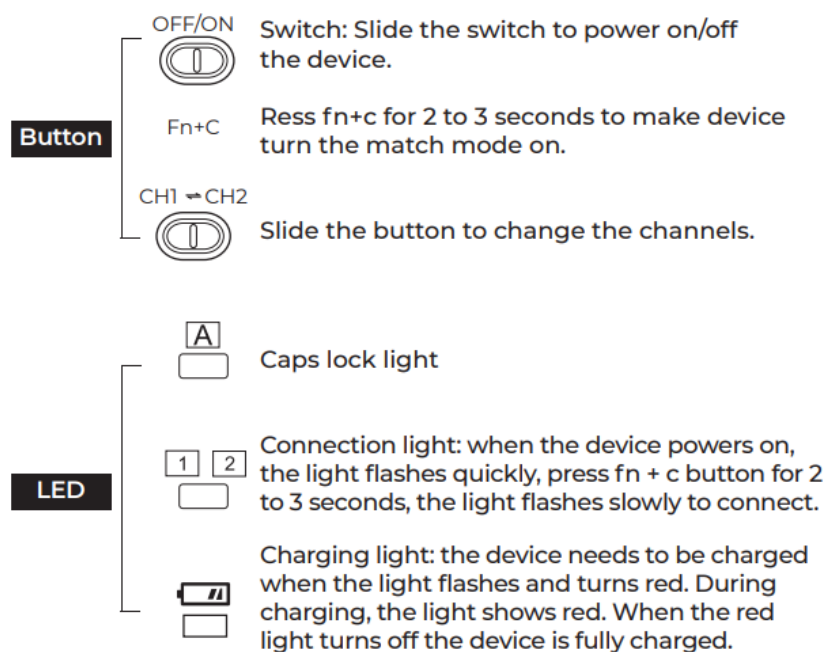 OFF/ON
Switch: Slide the switch to power on/off
the device.
Button
Fn+C
Ress fn+c for 2 to 3 seconds to make device
turn the match mode on.
CH1 ⇌ CH2
Slide the button to change the channels.
A
Caps lock light
LED
1 2
Connection light: when the device powers on,
the light flashes quickly, press fn + c button for 2
to 3 seconds, the light flashes slowly to connect.
Charging light: the device needs to be charged
when the light flashes and turns red. During
charging, the light shows red. When the red
light turns off the device is fully charged.